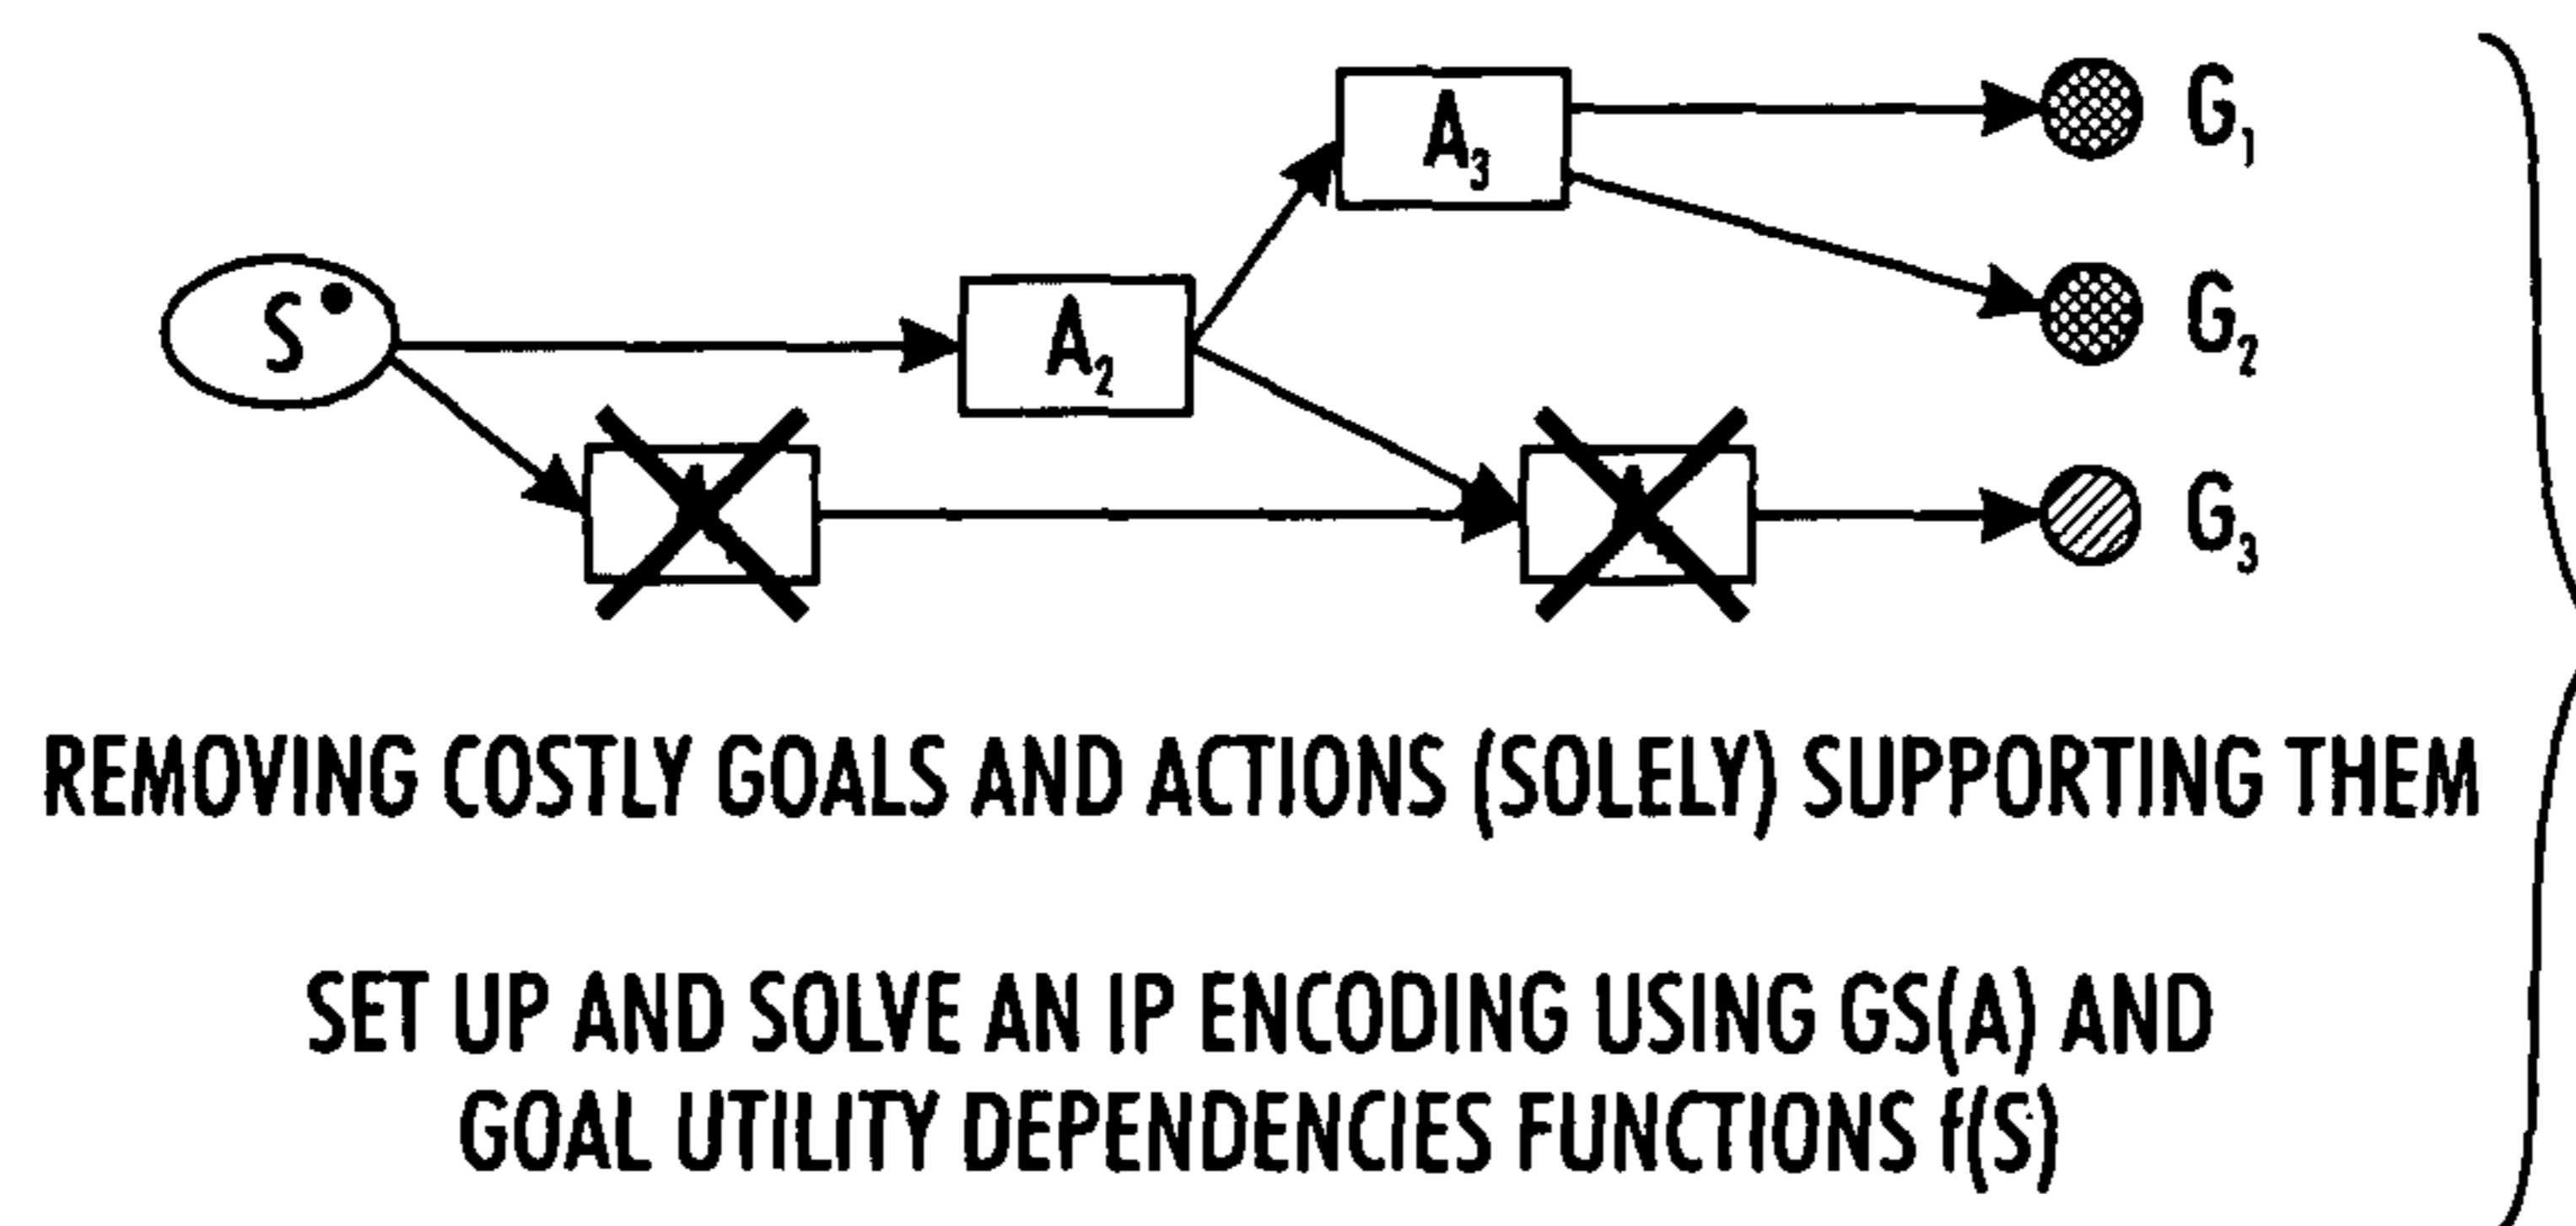 A₃
G₁
S
A₂
G₂
G₃
REMOVING COSTLY GOALS AND ACTIONS (SOLELY) SUPPORTING THEM
SET UP AND SOLVE AN IP ENCODING USING GS(A) AND
GOAL UTILITY DEPENDENCIES FUNCTIONS f(S)